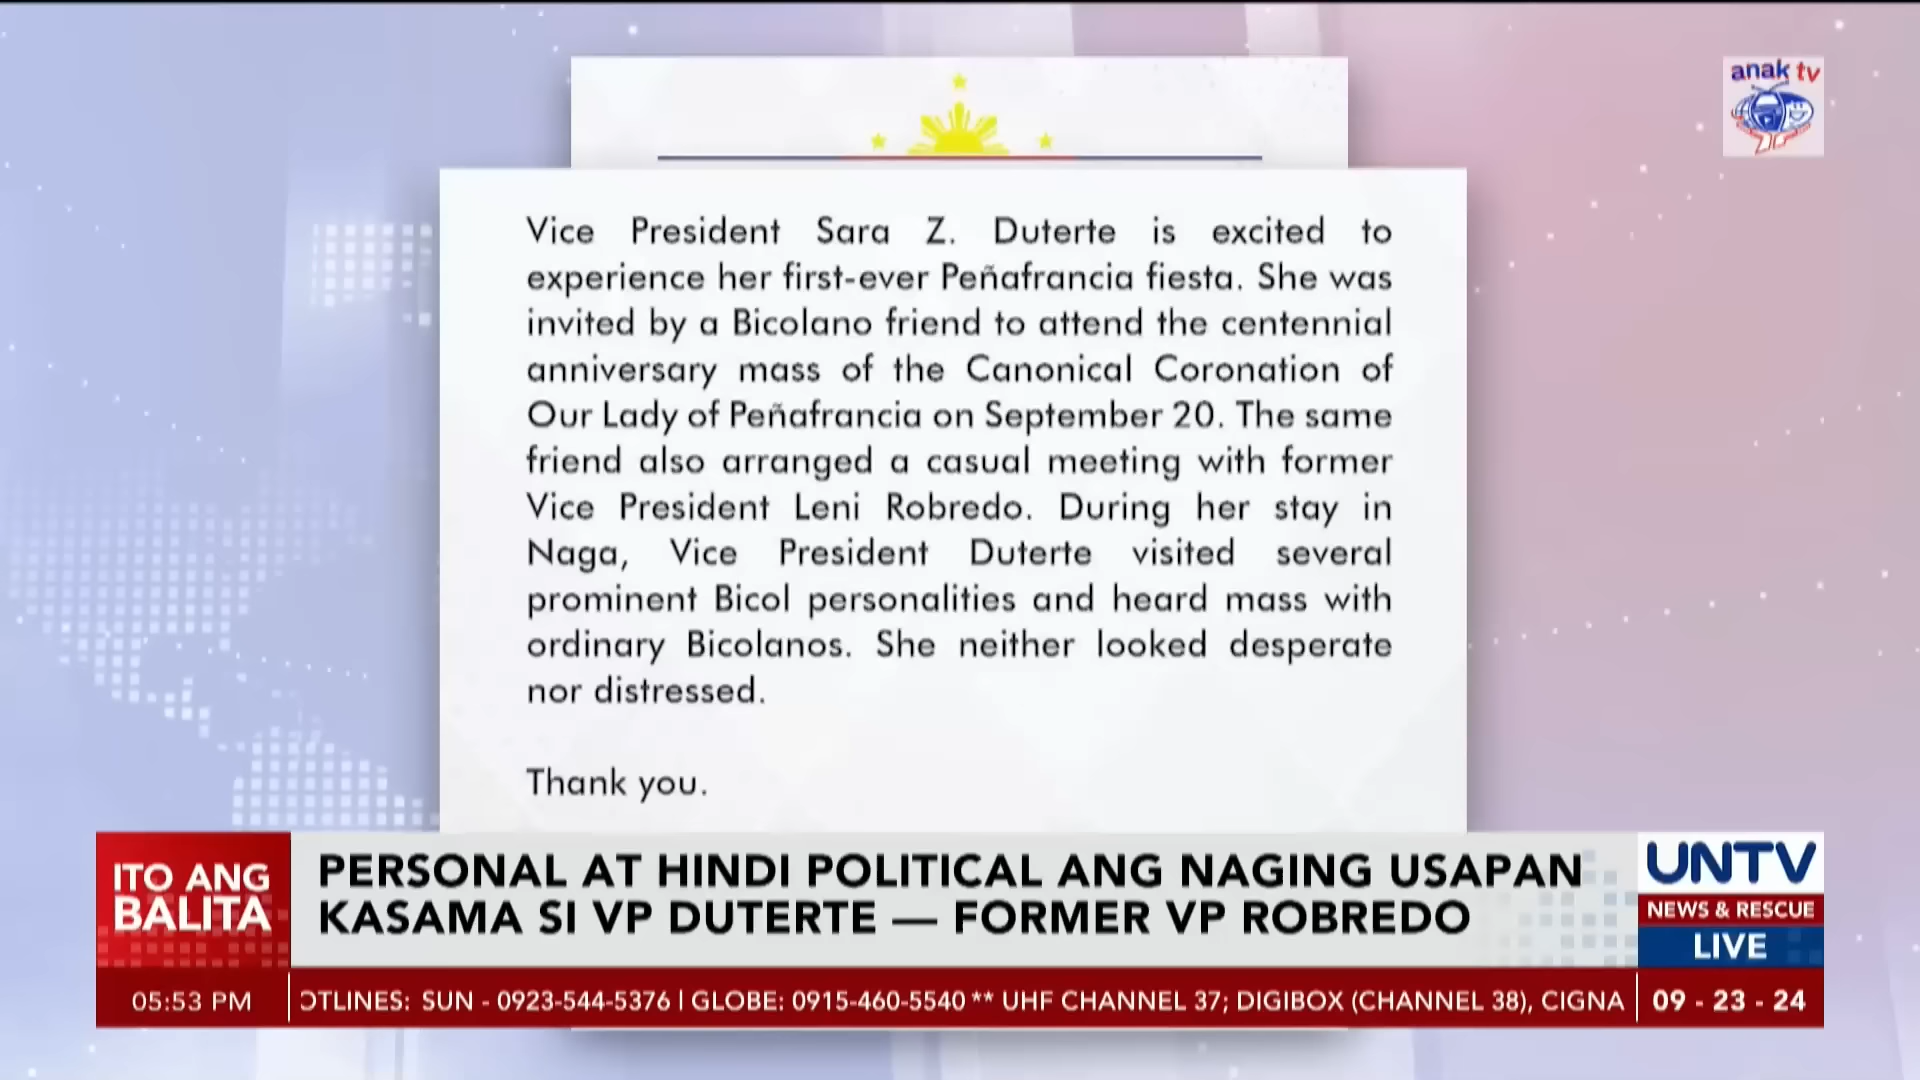 anak tv
Vice President Sara Z. Duterte is excited to
experience her first-ever Peñafrancia fiesta. She was
invited by a Bicolano friend to attend the centennial
anniversary mass of the Canonical Coronation of
Our Lady of Peñafrancia on September 20. The same
friend also arranged a casual meeting with former
Vice President Leni Robredo. During her stay in
Naga, Vice President Duterte visited several
prominent Bicol personalities and heard mass with
ordinary Bicolanos. She neither looked desperate
nor distressed.
Thank you.
ITO ANG
BALITA
PERSONAL AT HINDI POLITICAL ANG NAGING USAPAN
KASAMA SI VP DUTERTE — FORMER VP ROBREDO
UNTV
NEWS & RESCUE
LIVE
05:53 PM
OTLINES: SUN - 0923-544-5376 | GLOBE: 0915-460-5540 ** UHF CHANNEL 37; DIGIBOX (CHANNEL 38), CIGNA
09 - 23 - 24